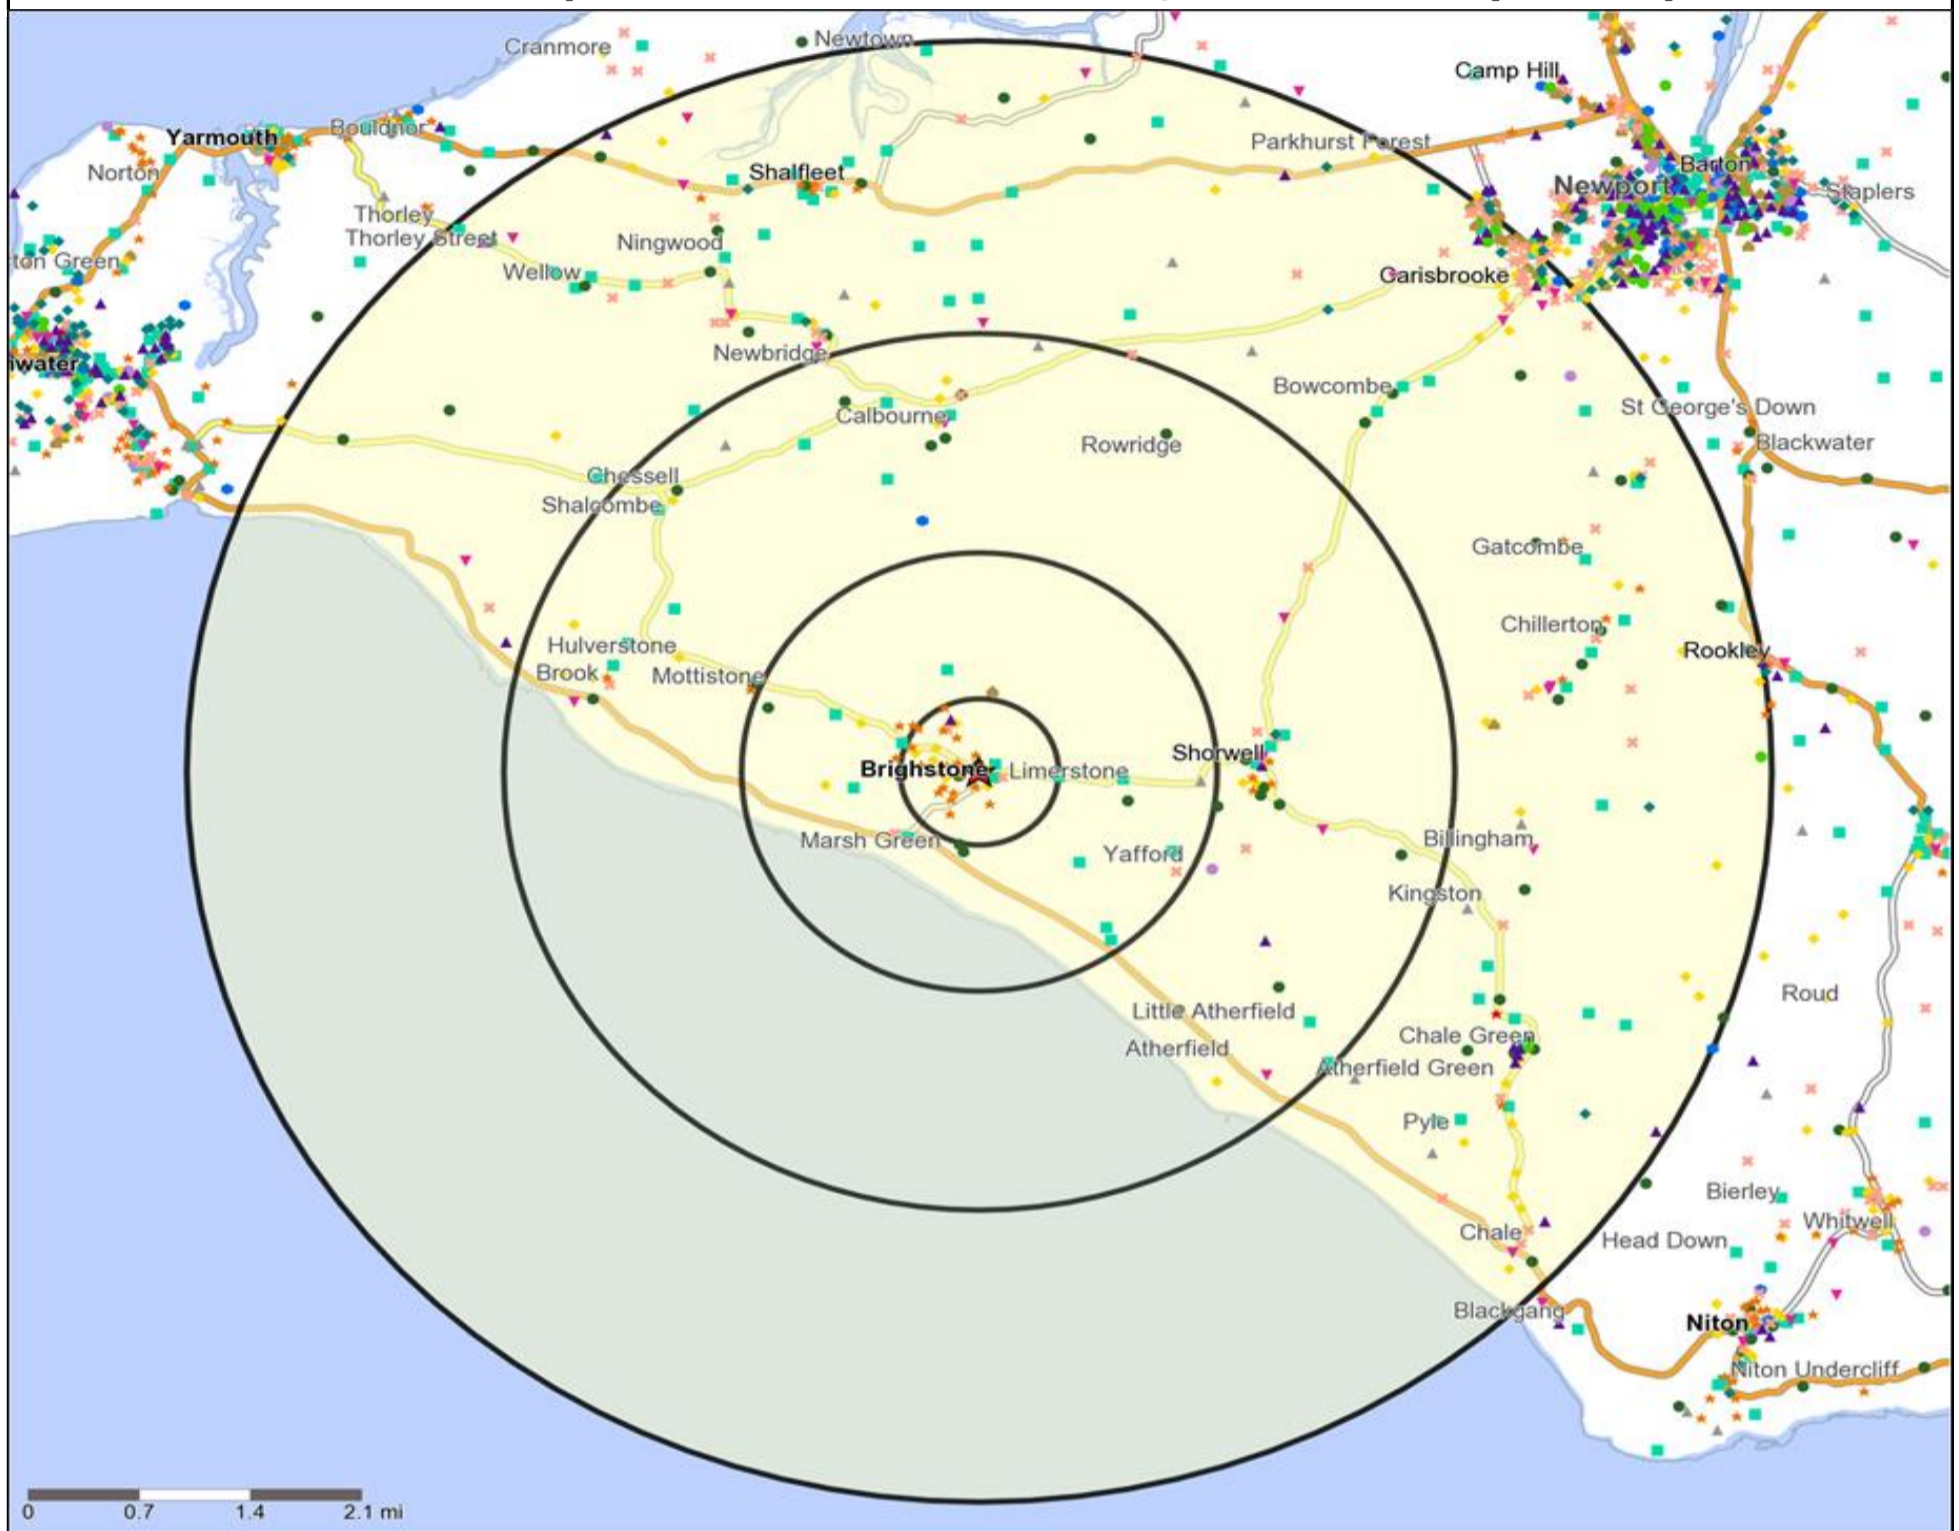 Cranmore
Newtown
Camp Hill
Yarmouth
Bouldnor
Parkhurst Forest
Barton
Norton
Shalfleet
Newport
Staplers
Thorley
Thorley Street
Ningwood
ton Green
Wellow
Carisbrooke
Newbridge
wwater
Bowcombe
Calbourne
St George's Down
Rowridge
Blackwater
Chessell
Shalcombe
Gatcombe
Chillerton
Hulverstone
Rookley
Brook
Mottistone
Shorwell
Brighstone
Limerstone
Marsh Green
Billingham
Yafford
Kingston
Roud
Little Atherfield
Chale Green
Atherfield
Atherfield Green
Pyle
Bierley
Whitwell
Chale
Head Down
Blackgang
Niton
Niton Undercliff
0 0.7 1.4 2.1 mi